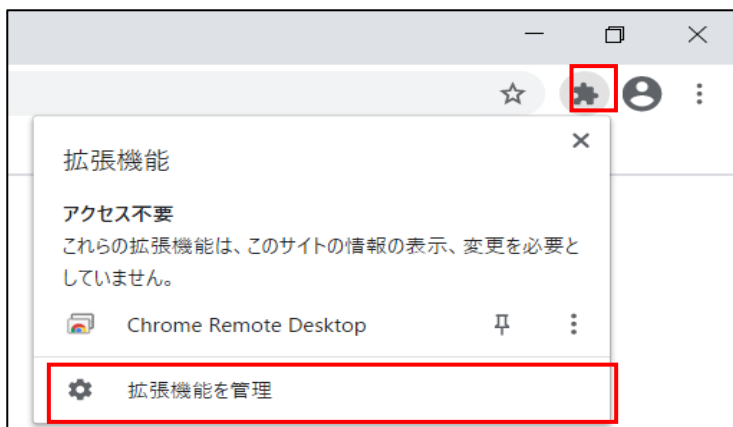 拡張機能
アクセス不要
これらの拡張機能は、このサイトの情報の表示、変更を必要と
していません。
Chrome Remote Desktop
拡張機能を管理